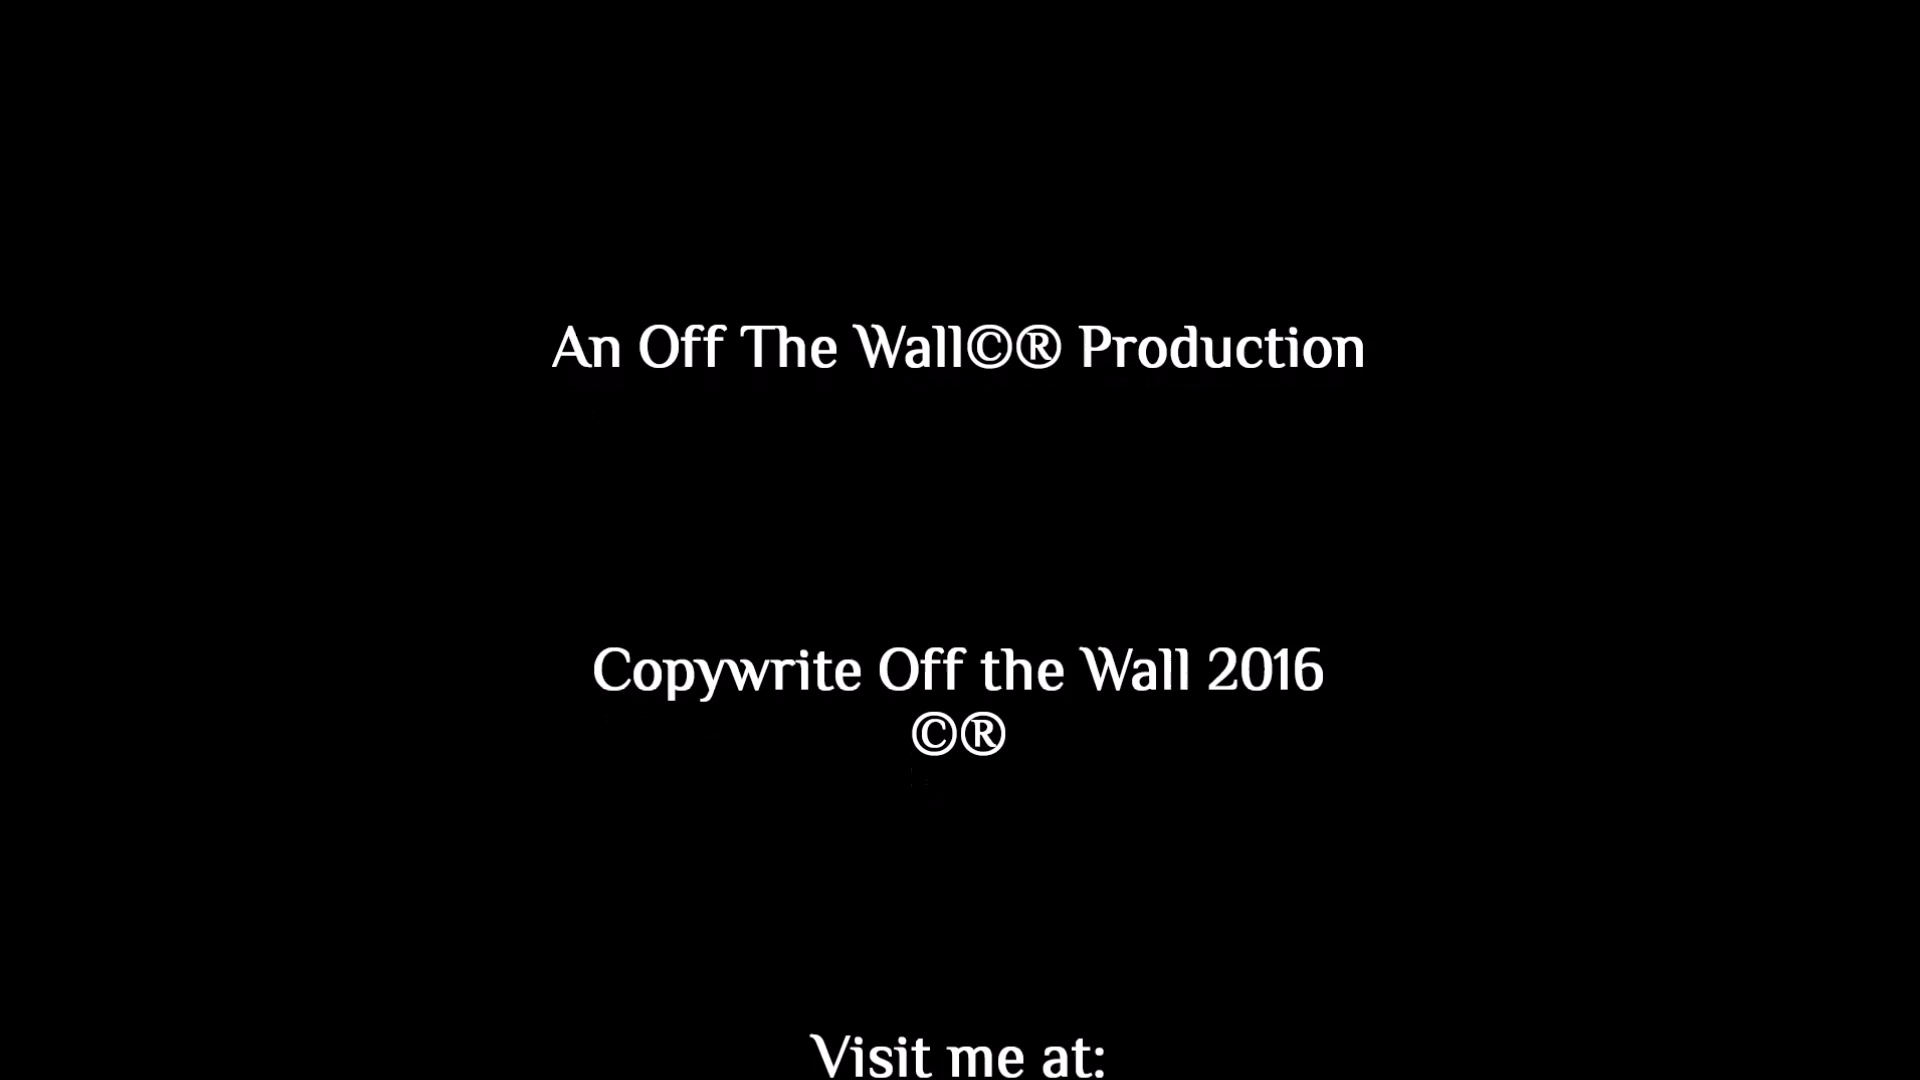 An Off The Wall©® Production
Copywrite Off the Wall 2016
©®
Visit me at: